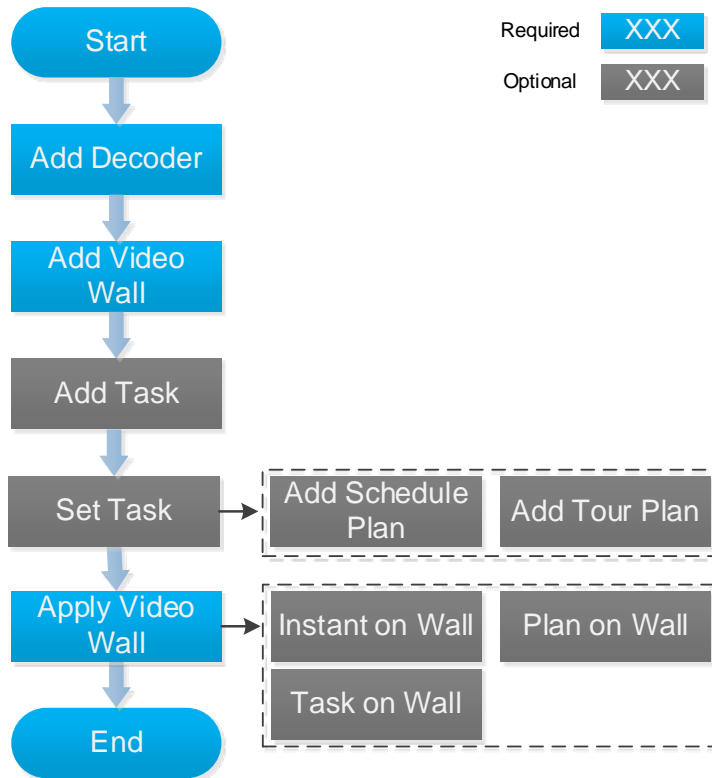 Start
Required XXX
Optional XXX
Add Decoder
Add Video
Wall
Add Task
Set Task
Add Schedule
Plan
Add Tour Plan
Apply Video
Wall
Instant on Wall
Plan on Wall
Task on Wall
End